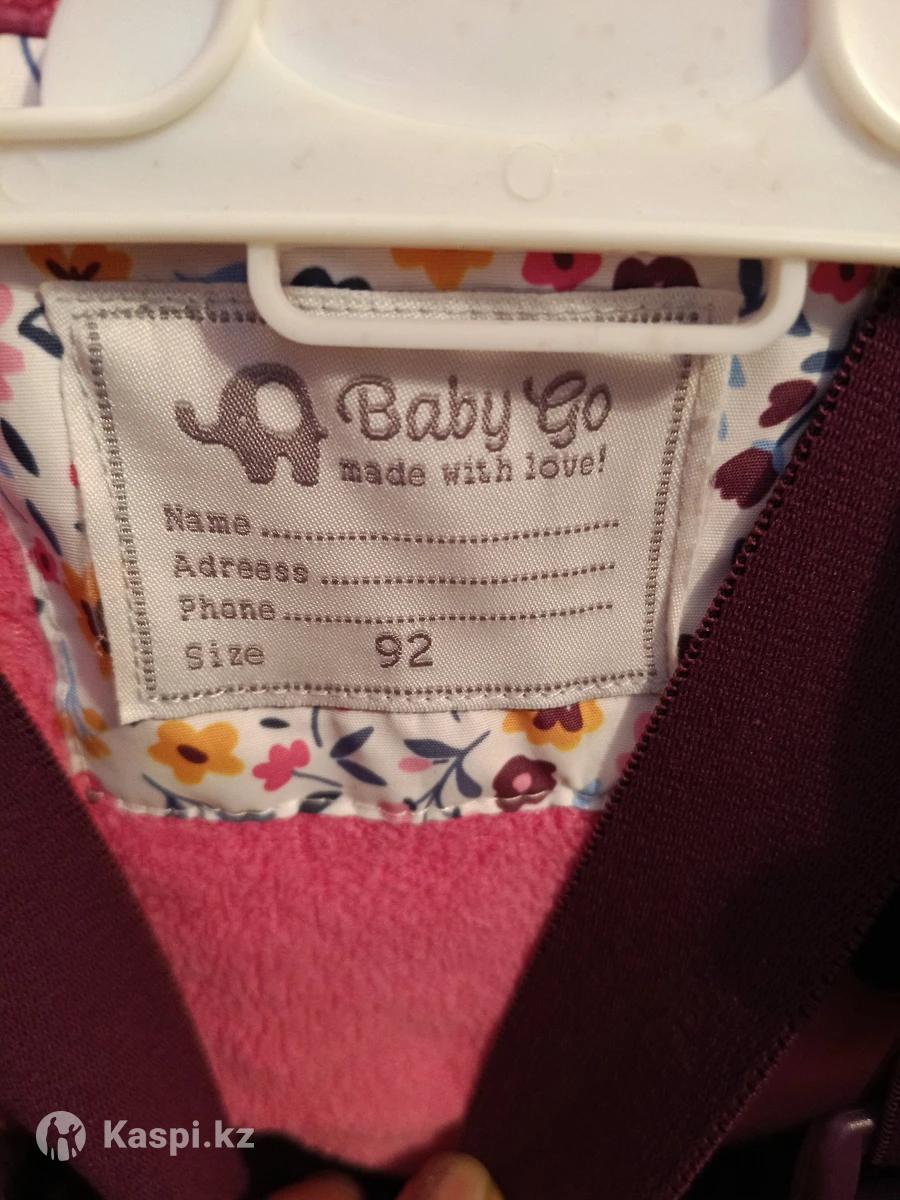 Baby Go
made with love!
Name
Adreess
Phone
Size 92
Kaspi.kz